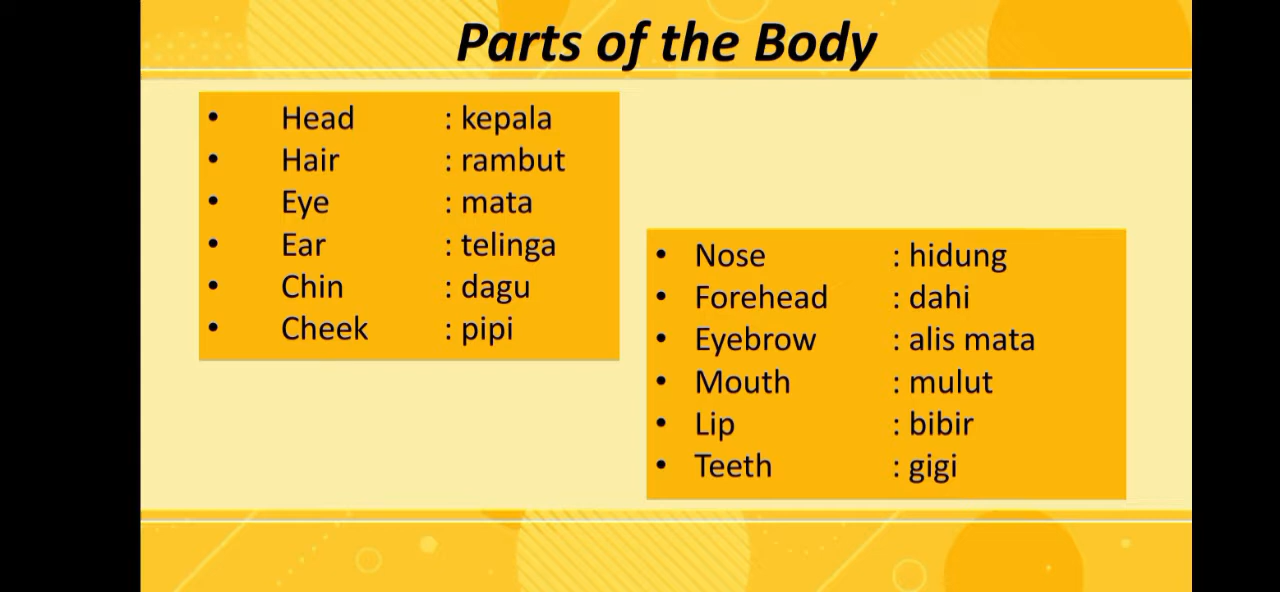 Parts of the Body
• Head : kepala
• Hair : rambut
• Eye : mata
• Ear : telinga
• Chin : dagu
• Cheek : pipi
• Nose : hidung
• Forehead : dahi
• Eyebrow : alis mata
• Mouth : mulut
• Lip : bibir
• Teeth : gigi